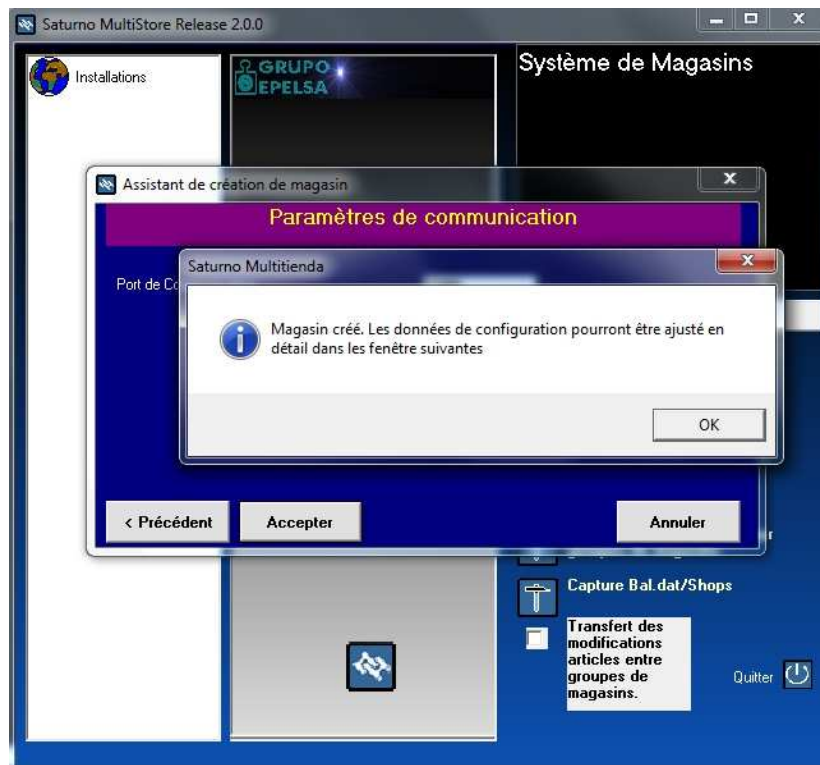 Saturno MultiStore Release 2.0.0
Installations
GRUPO
EPELSA
Système de Magasins
Assistant de création de magasin
Paramètres de communication
Saturno Multitienda
Port de
Magasin créé. Les données de configuration pourront être ajusté en
détail dans les fenêtre suivantes
OK
< Précédent
Accepter
Annuler
Capture Bal.dat/Shops
Transfert des
modifications
articles entre
groupes de
magasins.
Quitter